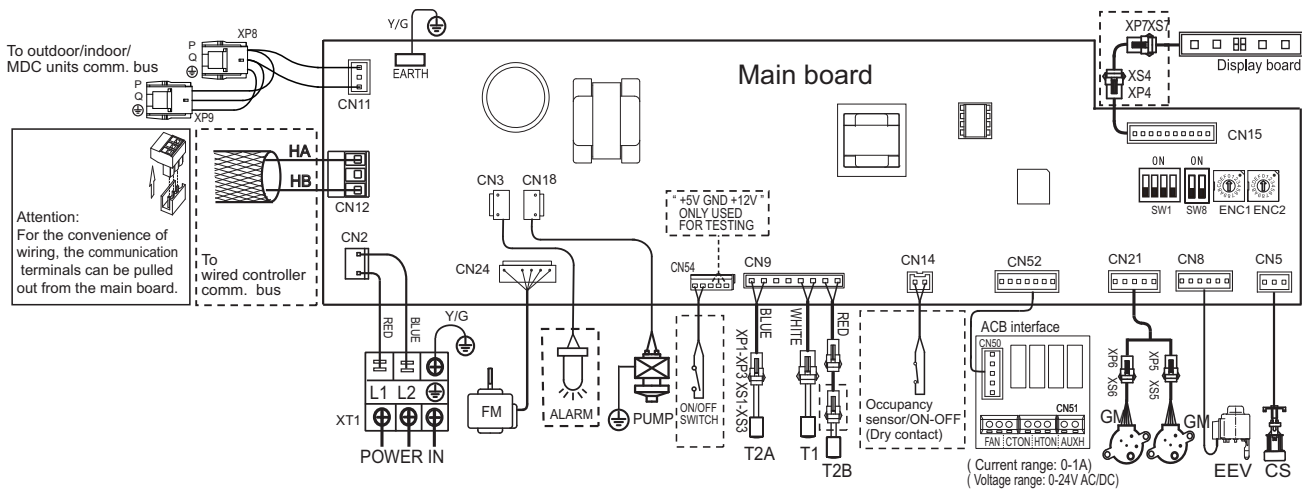 To outdoor/indoor/
MDC units comm. bus
XP8
P
Q
P
Q
XP9
Y/G
EARTH
CN11
Main board
XP7
XS7
XS4
XP4
Display board
CN15
ON
ON
SW1
SW8
ENC1
ENC2
Attention:
For the convenience of
wiring, the communication
terminals can be pulled
out from the main board.
HA
HB
To
wired controller
comm. bus
CN12
CN2
CN3
CN18
CN24
" +5V GND +12V "
ONLY USED
FOR TESTING
CN54
CN9
CN14
CN52
CN21
CN8
CN5
RED
BLUE
Y/G
L1
L2
XT1
POWER IN
FM
ALARM
PUMP
ON/OFF
SWITCH
BLUE
XP1-XP3 XS1-XS3
T2A
WHITE
T1
RED
T2B
Occupancy
sensor/ON-OFF
(Dry contact)
ACB interface
CN50
CN51
FAN CTON HTON AUXH
( Current range: 0-1A)
( Voltage range: 0-24V AC/DC)
XP6 XS6
XP5 XS5
GM
GM
EEV
CS